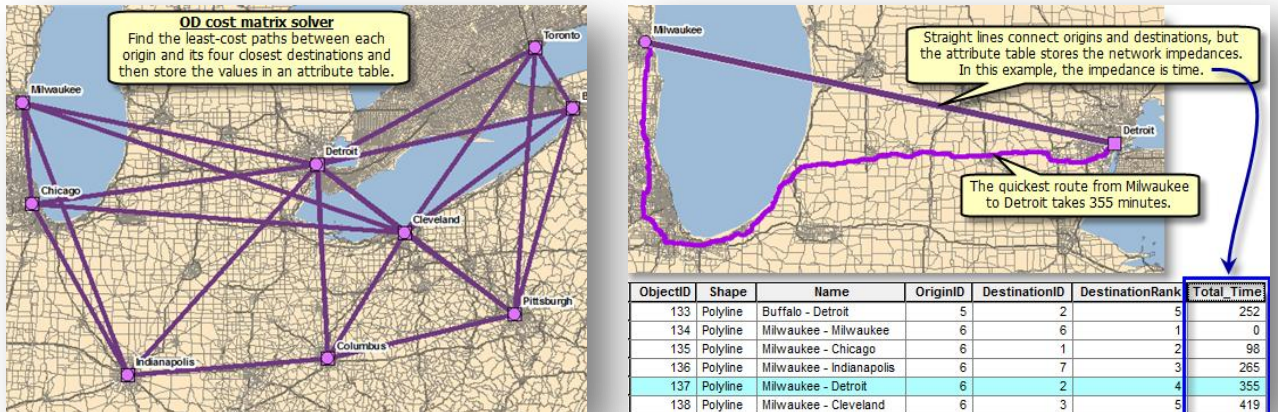 OD cost matrix solver
Find the least-cost paths between each
origin and its four closest destinations and
then store the values in an attribute table.
Toronto
Milwaukee
B
Detroit
Chicago
Cleveland
Pittsburgh
Columbus
Indianapolis
Milwaukee
Straight lines connect origins and destinations, but
the attribute table stores the network impedances.
In this example, the impedance is time.
Detroit
The quickest route from Milwaukee
to Detroit takes 355 minutes.
ObjectID Shape Name OriginID DestinationID DestinationRank Total_Time
133 Polyline Buffalo - Detroit 5 2 5 252
134 Polyline Milwaukee - Milwaukee 6 6 1 0
135 Polyline Milwaukee - Chicago 6 1 2 98
136 Polyline Milwaukee - Indianapolis 6 7 3 265
137 Polyline Milwaukee - Detroit 6 2 4 355
138 Polyline Milwaukee - Cleveland 6 3 5 419